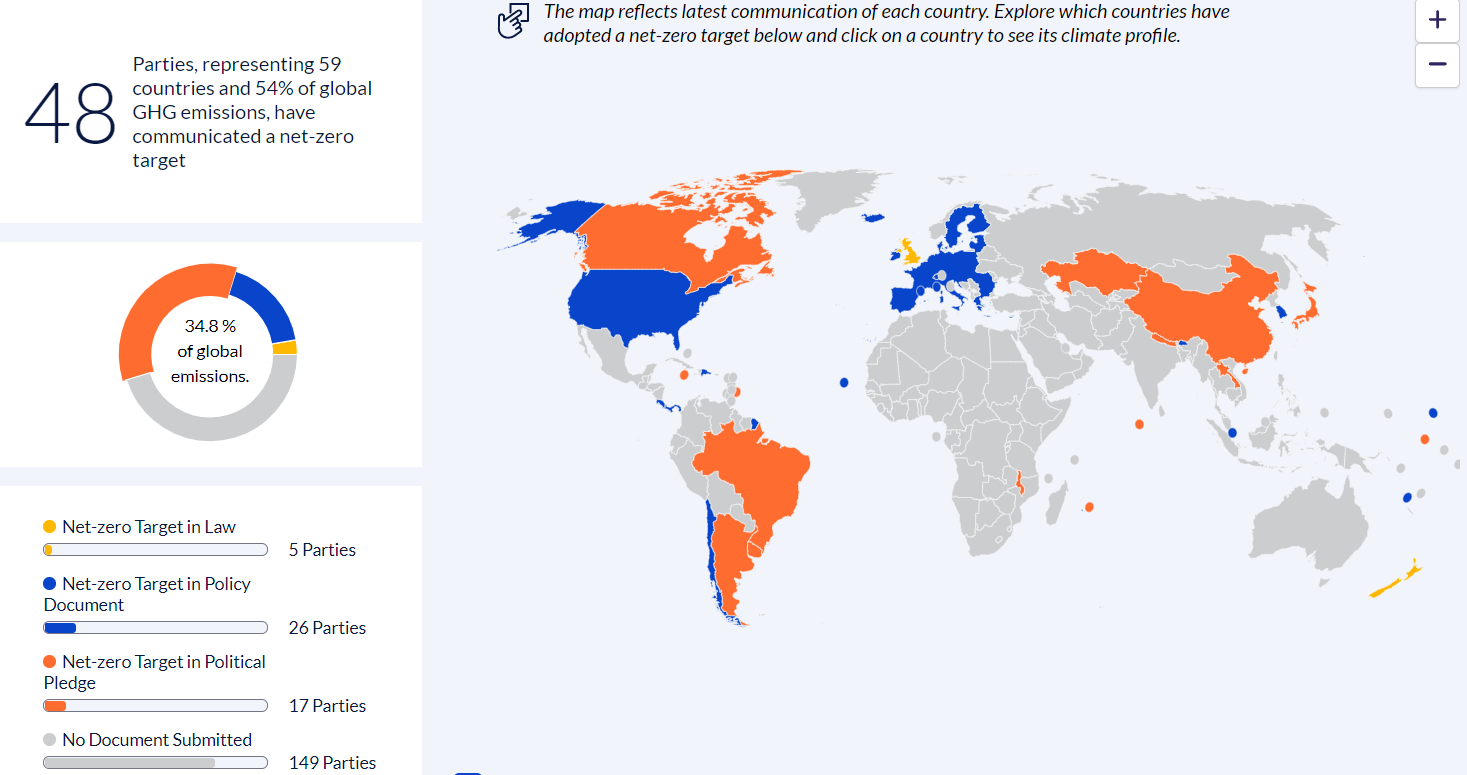 The map reflects latest communication of each country. Explore which countries have
adopted a net-zero target below and click on a country to see its climate profile.
+
−
48
Parties, representing 59
countries and 54% of global
GHG emissions, have
communicated a net-zero
target
34.8 %
of global
emissions.
Net-zero Target in Law
5 Parties
Net-zero Target in Policy
Document
26 Parties
Net-zero Target in Political
Pledge
17 Parties
No Document Submitted
149 Parties